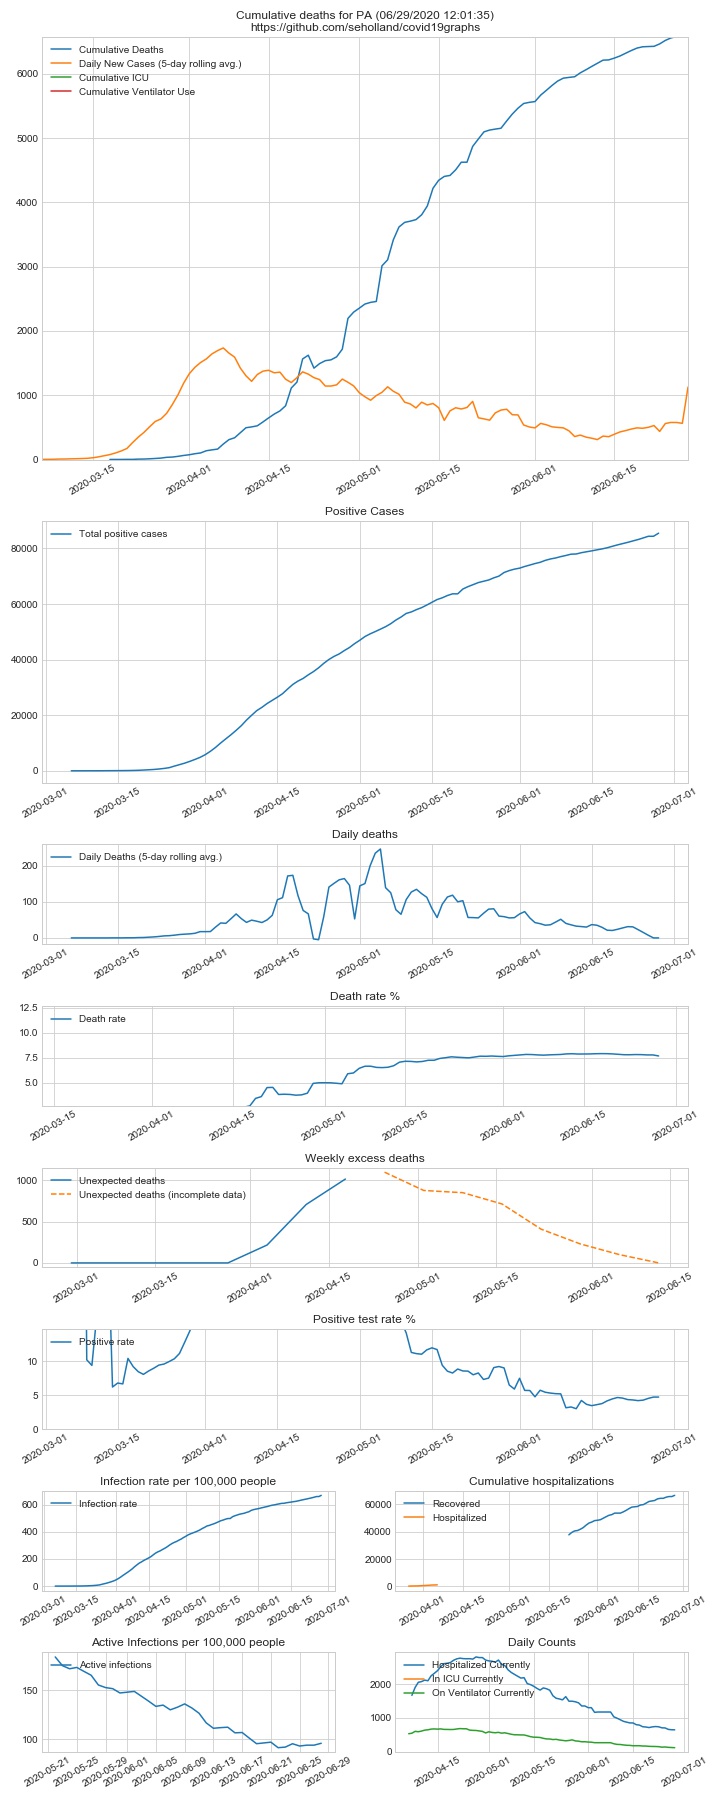 Cumulative deaths for PA (06/29/2020 12:01:35)
https://github.com/seholland/covid19graphs
Cumulative Deaths
Daily New Cases (5-day rolling avg.)
Cumulative ICU
Cumulative Ventilator Use
6000
5000
4000
3000
2000
1000
0
2020-03-15 2020-04-01 2020-04-15 2020-05-01 2020-05-15 2020-06-01 2020-06-15
Positive Cases
Total positive cases
80000
60000
40000
20000
0
2020-03-01 2020-03-15 2020-04-01 2020-04-15 2020-05-01 2020-05-15 2020-06-01 2020-06-15 2020-07-01
Daily deaths
Daily Deaths (5-day rolling avg.)
200
100
0
2020-03-01 2020-03-15 2020-04-01 2020-04-15 2020-05-01 2020-05-15 2020-06-01 2020-06-15 2020-07-01
Death rate %
Death rate
12.5
10.0
7.5
5.0
2020-03-15 2020-04-01 2020-04-15 2020-05-01 2020-05-15 2020-06-01 2020-06-15 2020-07-01
Weekly excess deaths
Unexpected deaths
Unexpected deaths (incomplete data)
1000
500
0
2020-03-01 2020-03-15 2020-04-01 2020-04-15 2020-05-01 2020-05-15 2020-06-01 2020-06-15
Positive test rate %
Positive rate
10
5
0
2020-03-01 2020-03-15 2020-04-01 2020-04-15 2020-05-01 2020-05-15 2020-06-01 2020-06-15 2020-07-01
Infection rate per 100,000 people
Infection rate
600
400
200
0
2020-03-01 2020-03-15 2020-04-01 2020-04-15 2020-05-01 2020-05-15 2020-06-01 2020-06-15 2020-07-01
Cumulative hospitalizations
Recovered
Hospitalized
60000
40000
20000
0
2020-04-01 2020-04-15 2020-05-01 2020-05-15 2020-06-01 2020-06-15 2020-07-01
Active Infections per 100,000 people
Active infections
150
100
2020-05-21 2020-05-25 2020-05-29 2020-06-01 2020-06-05 2020-06-09 2020-06-13 2020-06-17 2020-06-21 2020-06-25 2020-06-29
Daily Counts
Hospitalized Currently
In ICU Currently
On Ventilator Currently
2000
1000
0
2020-04-15 2020-05-01 2020-05-15 2020-06-01 2020-06-15 2020-07-01